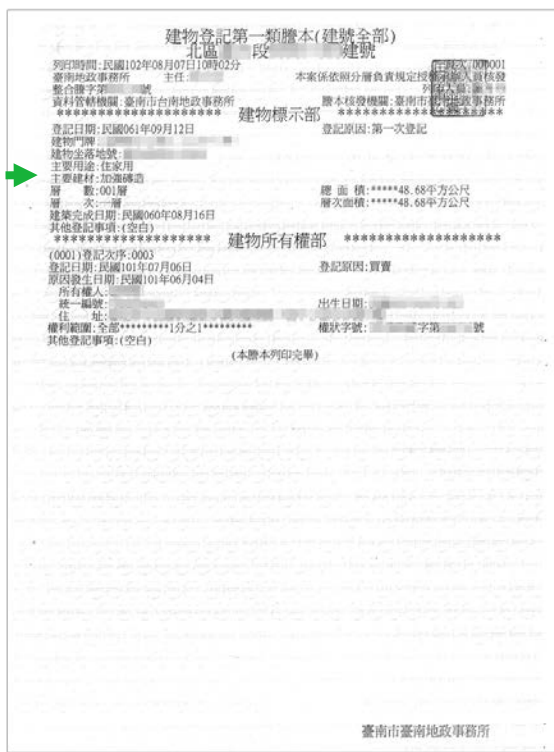 建物登記第一類謄本(建號全部)
北區 段 建號
列印時間:民國102年08月07日10時02分 頁次:000001
臺南地政事務所 主任: 本案係依照分層負責規定授權承辦人員核發
整合謄字第 號 列印人員:
資料管轄機關:臺南市台南地政事務所 謄本核發機關:臺南市
******************** 建物標示部 ********************
登記日期:民國061年09月12日 登記原因:第一次登記
建物門牌:
建物坐落地號:
主要用途:住家用
主要建材:加強磚造
層 數:001層 總 面 積:*****48.68平方公尺
層 次:一層 層次面積:*****48.68平方公尺
建築完成日期:民國060年08月16日
其他登記事項:(空白)
******************* 建物所有權部 *******************
(0001)登記次序:0003
登記日期:民國101年07月06日 登記原因:買賣
原因發生日期:民國101年06月04日
所有權人:
統一編號: 出生日期:
住 址:
權利範圍:全部*********1分之1********* 權狀字號: 字第 號
其他登記事項:(空白)
(本謄本列印完畢)
臺南市臺南地政事務所